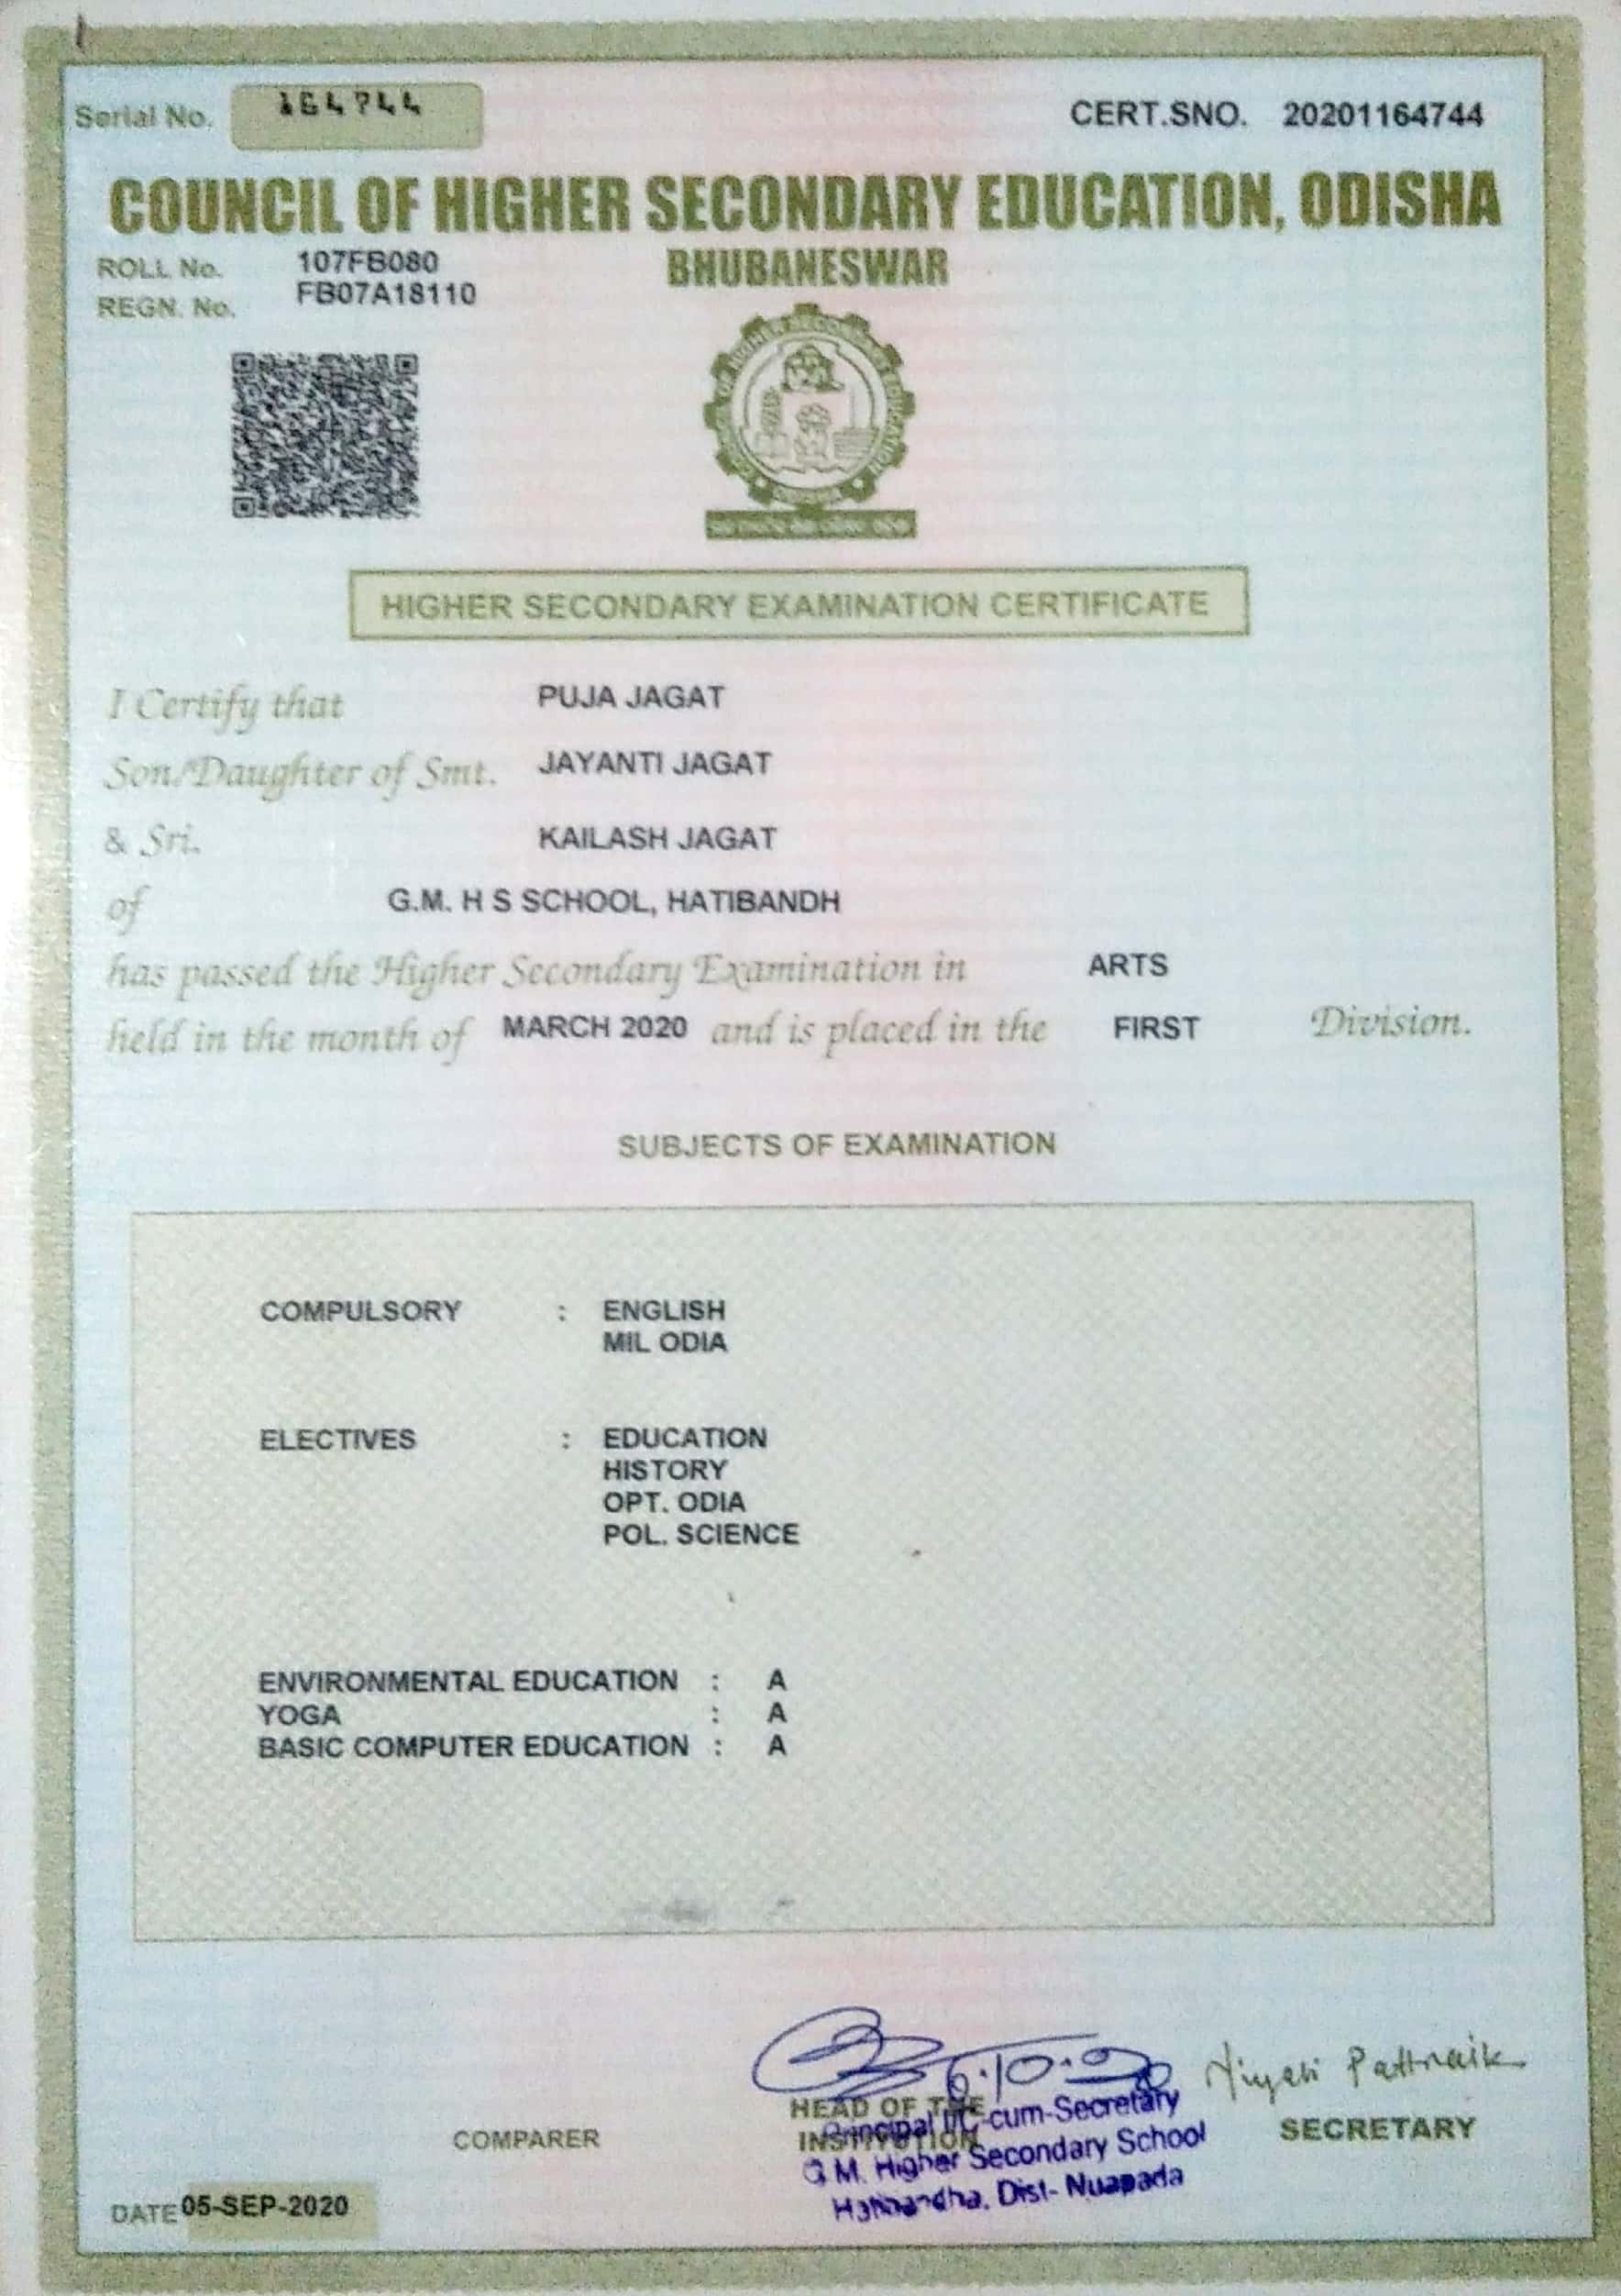 Serial No. 164744
CERT.SNO. 20201164744
COUNCIL OF HIGHER SECONDARY EDUCATION, ODISHA
BHUBANESWAR
ROLL No. 107FB080
REGN. No. FB07A18110
HIGHER SECONDARY EXAMINATION CERTIFICATE
I Certify that PUJA JAGAT
Son/Daughter of Smt. JAYANTI JAGAT
& Sri. KAILASH JAGAT
of G.M. H S SCHOOL, HATIBANDH
has passed the Higher Secondary Examination in ARTS
held in the month of MARCH 2020 and is placed in the FIRST Division.
SUBJECTS OF EXAMINATION
COMPULSORY : ENGLISH
MIL ODIA
ELECTIVES : EDUCATION
HISTORY
OPT. ODIA
POL. SCIENCE
ENVIRONMENTAL EDUCATION : A
YOGA : A
BASIC COMPUTER EDUCATION : A
6.10.20
Pattnaik
HEAD OF THE
INSTITUTION
Principal I/C-cum-Secretary
G M. Higher Secondary School
Dist- Nuapada
COMPARER
SECRETARY
DATE 05-SEP-2020